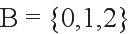 B = {0,1,2}